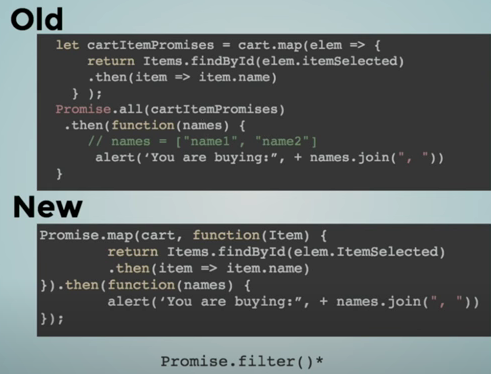 Old
let cartItemPromises = cart.map(elem => {
return Items.findById(elem.itemSelected)
.then(item => item.name)
} );
Promise.all(cartItemPromises)
.then(function(names) {
// names = ["name1", "name2"]
alert(‘You are buying:”, + names.join(", "))
}
New
Promise.map(cart, function(Item) {
return Items.findById(elem.ItemSelected)
.then(item => item.name)
}).then(function(names) {
alert(‘You are buying:”, + names.join(", "))
});
Promise.filter()*